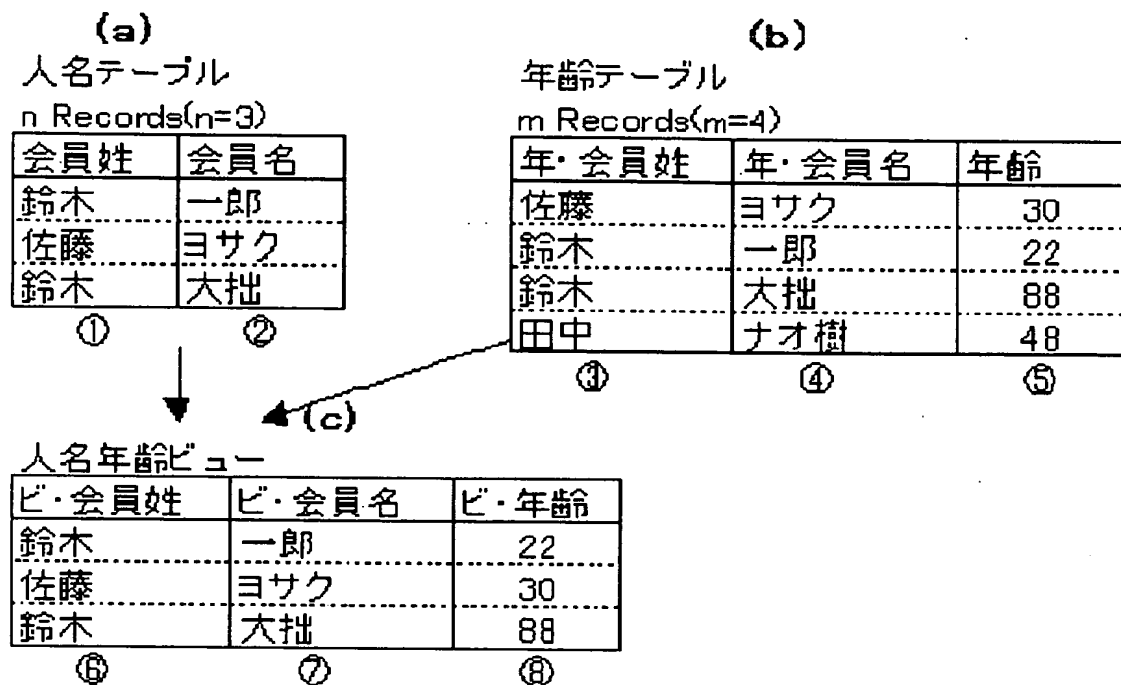 (a)
人名テーブル
n Records(n=3)
会員姓 会員名
鈴木 一郎
佐藤 ヨサク
鈴木 大拙
① ②
(b)
年齢テーブル
m Records(m=4)
年・会員姓 年・会員名 年齢
佐藤 ヨサク 30
鈴木 一郎 22
鈴木 大拙 88
田中 ナオ樹 48
③ ④ ⑤
(c)
人名年齢ビュー
ビ・会員姓 ビ・会員名 ビ・年齢
鈴木 一郎 22
佐藤 ヨサク 30
鈴木 大拙 88
⑥ ⑦ ⑧